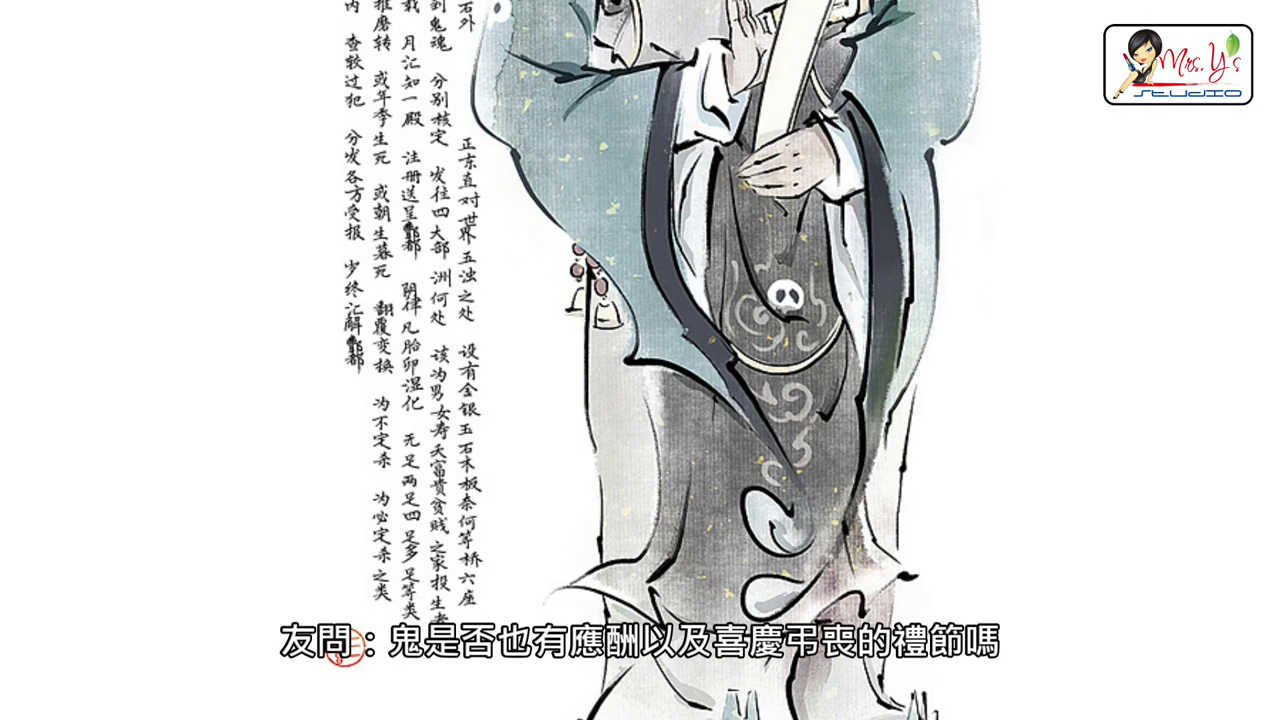 石外 正东直对世界五浊之处 设有金银玉石木板奈何等桥六座
到鬼魂 分别核定 发往四大部洲何处 该为男女寿夭富贵贫贱之家投生者
月汇知一殿 注册送呈酆都 阴律凡胎卵湿化 无足两足四足多足等类
推磨转 或年季生死 或朝生暮死 翻覆变换 为不定杀 为必定杀之类
内 查较过犯 分发各方受报 岁终汇解酆都
Mrs. Y's
STUDIO
友問：鬼是否也有應酬以及喜慶弔喪的禮節嗎